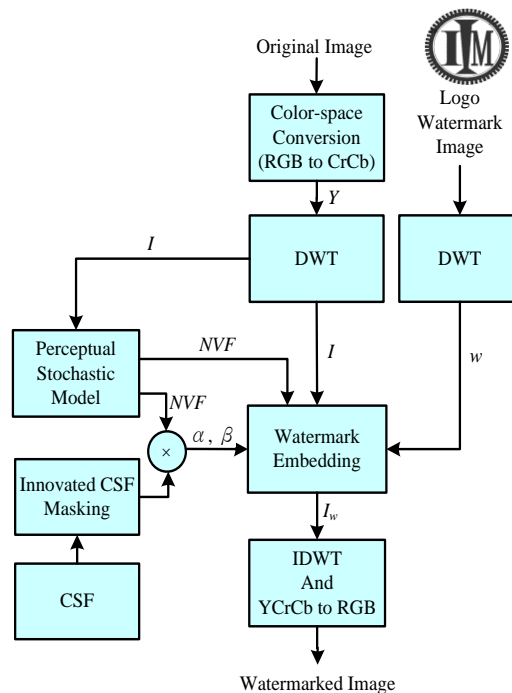 Original Image
IM
Logo
Watermark
Image
Color-space
Conversion
(RGB to CrCb)
Y
DWT
DWT
I
I
w
Perceptual
Stochastic
Model
NVF
NVF
×
α, β
Watermark
Embedding
Innovated CSF
Masking
CSF
Iw
IDWT
And
YCrCb to RGB
Watermarked Image